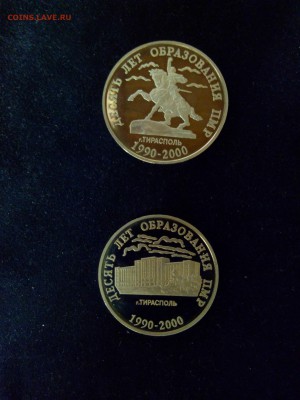 COINS-LAVE.RU
ДЕСЯТЬ ЛЕТ ОБРАЗОВАНИЯ ПМР
г.ТИРАСПОЛЬ
1990-2000
ДЕСЯТЬ ЛЕТ ОБРАЗОВАНИЯ ПМР
г.ТИРАСПОЛЬ
1990-2000